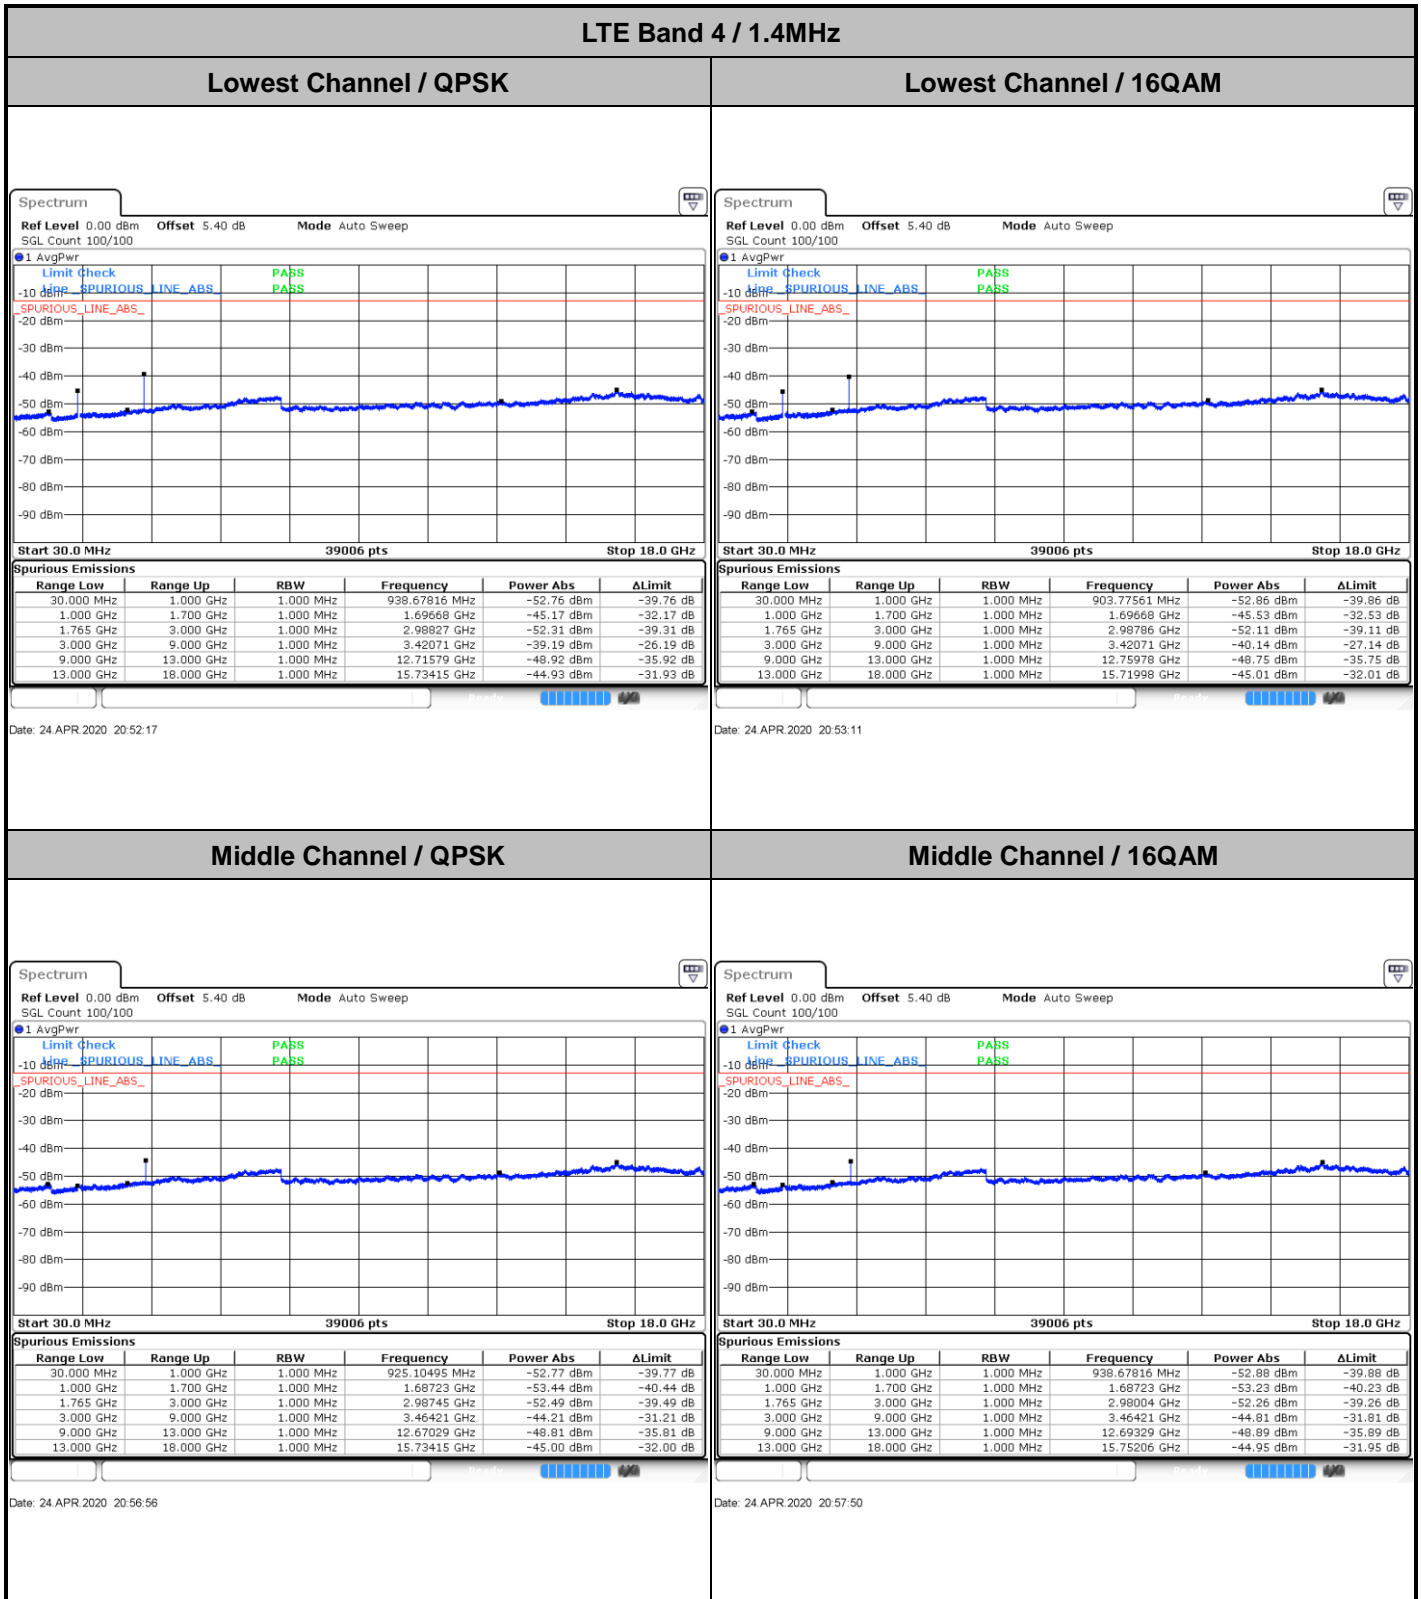 LTE Band 4 / 1.4MHz
Lowest Channel / QPSK
Lowest Channel / 16QAM
Spectrum
Ref Level 0.00 dBm Offset 5.40 dB Mode Auto Sweep
SGL Count 100/100
1 AvgPwr
Limit Check PASS
Line _SPURIOUS_LINE_ABS_ PASS
-10 dBm
_SPURIOUS_LINE_ABS_
-20 dBm
-30 dBm
-40 dBm
-50 dBm
-60 dBm
-70 dBm
-80 dBm
-90 dBm
Start 30.0 MHz 39006 pts Stop 18.0 GHz
Spurious Emissions
Range Low Range Up RBW Frequency Power Abs ΔLimit
30.000 MHz 1.000 GHz 1.000 MHz 938.67816 MHz -52.76 dBm -39.76 dB
1.000 GHz 1.700 GHz 1.000 MHz 1.69668 GHz -45.17 dBm -32.17 dB
1.765 GHz 3.000 GHz 1.000 MHz 2.98827 GHz -52.31 dBm -39.31 dB
3.000 GHz 9.000 GHz 1.000 MHz 3.42071 GHz -39.19 dBm -26.19 dB
9.000 GHz 13.000 GHz 1.000 MHz 12.71579 GHz -48.92 dBm -35.92 dB
13.000 GHz 18.000 GHz 1.000 MHz 15.73415 GHz -44.93 dBm -31.93 dB
Date: 24.APR.2020 20:52:17
Spectrum
Ref Level 0.00 dBm Offset 5.40 dB Mode Auto Sweep
SGL Count 100/100
1 AvgPwr
Limit Check PASS
Line _SPURIOUS_LINE_ABS_ PASS
-10 dBm
_SPURIOUS_LINE_ABS_
-20 dBm
-30 dBm
-40 dBm
-50 dBm
-60 dBm
-70 dBm
-80 dBm
-90 dBm
Start 30.0 MHz 39006 pts Stop 18.0 GHz
Spurious Emissions
Range Low Range Up RBW Frequency Power Abs ΔLimit
30.000 MHz 1.000 GHz 1.000 MHz 903.77561 MHz -52.86 dBm -39.86 dB
1.000 GHz 1.700 GHz 1.000 MHz 1.69668 GHz -45.53 dBm -32.53 dB
1.765 GHz 3.000 GHz 1.000 MHz 2.98786 GHz -52.11 dBm -39.11 dB
3.000 GHz 9.000 GHz 1.000 MHz 3.42071 GHz -40.14 dBm -27.14 dB
9.000 GHz 13.000 GHz 1.000 MHz 12.75978 GHz -48.75 dBm -35.75 dB
13.000 GHz 18.000 GHz 1.000 MHz 15.71998 GHz -45.01 dBm -32.01 dB
Date: 24.APR.2020 20:53:11
Middle Channel / QPSK
Middle Channel / 16QAM
Spectrum
Ref Level 0.00 dBm Offset 5.40 dB Mode Auto Sweep
SGL Count 100/100
1 AvgPwr
Limit Check PASS
Line _SPURIOUS_LINE_ABS_ PASS
-10 dBm
_SPURIOUS_LINE_ABS_
-20 dBm
-30 dBm
-40 dBm
-50 dBm
-60 dBm
-70 dBm
-80 dBm
-90 dBm
Start 30.0 MHz 39006 pts Stop 18.0 GHz
Spurious Emissions
Range Low Range Up RBW Frequency Power Abs ΔLimit
30.000 MHz 1.000 GHz 1.000 MHz 925.10495 MHz -52.77 dBm -39.77 dB
1.000 GHz 1.700 GHz 1.000 MHz 1.68723 GHz -53.44 dBm -40.44 dB
1.765 GHz 3.000 GHz 1.000 MHz 2.98745 GHz -52.49 dBm -39.49 dB
3.000 GHz 9.000 GHz 1.000 MHz 3.46421 GHz -44.21 dBm -31.21 dB
9.000 GHz 13.000 GHz 1.000 MHz 12.67029 GHz -48.81 dBm -35.81 dB
13.000 GHz 18.000 GHz 1.000 MHz 15.73415 GHz -45.00 dBm -32.00 dB
Date: 24.APR.2020 20:56:56
Spectrum
Ref Level 0.00 dBm Offset 5.40 dB Mode Auto Sweep
SGL Count 100/100
1 AvgPwr
Limit Check PASS
Line _SPURIOUS_LINE_ABS_ PASS
-10 dBm
_SPURIOUS_LINE_ABS_
-20 dBm
-30 dBm
-40 dBm
-50 dBm
-60 dBm
-70 dBm
-80 dBm
-90 dBm
Start 30.0 MHz 39006 pts Stop 18.0 GHz
Spurious Emissions
Range Low Range Up RBW Frequency Power Abs ΔLimit
30.000 MHz 1.000 GHz 1.000 MHz 938.67816 MHz -52.88 dBm -39.88 dB
1.000 GHz 1.700 GHz 1.000 MHz 1.68723 GHz -53.23 dBm -40.23 dB
1.765 GHz 3.000 GHz 1.000 MHz 2.98004 GHz -52.26 dBm -39.26 dB
3.000 GHz 9.000 GHz 1.000 MHz 3.46421 GHz -44.81 dBm -31.81 dB
9.000 GHz 13.000 GHz 1.000 MHz 12.69329 GHz -48.89 dBm -35.89 dB
13.000 GHz 18.000 GHz 1.000 MHz 15.75206 GHz -44.95 dBm -31.95 dB
Date: 24.APR.2020 20:57:50